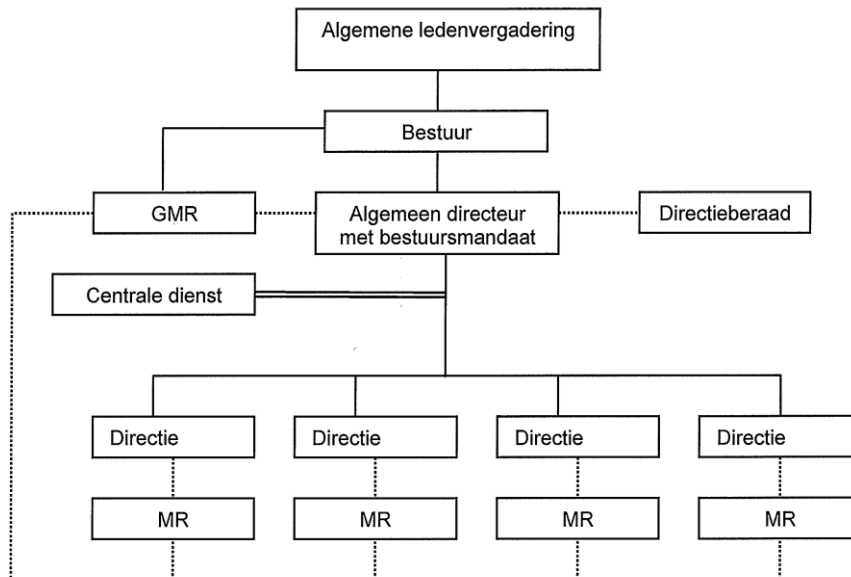 Algemene ledenvergadering
Bestuur
GMR
Algemeen directeur
met bestuursmandaat
Directieberaad
Centrale dienst
Directie
Directie
Directie
Directie
MR
MR
MR
MR